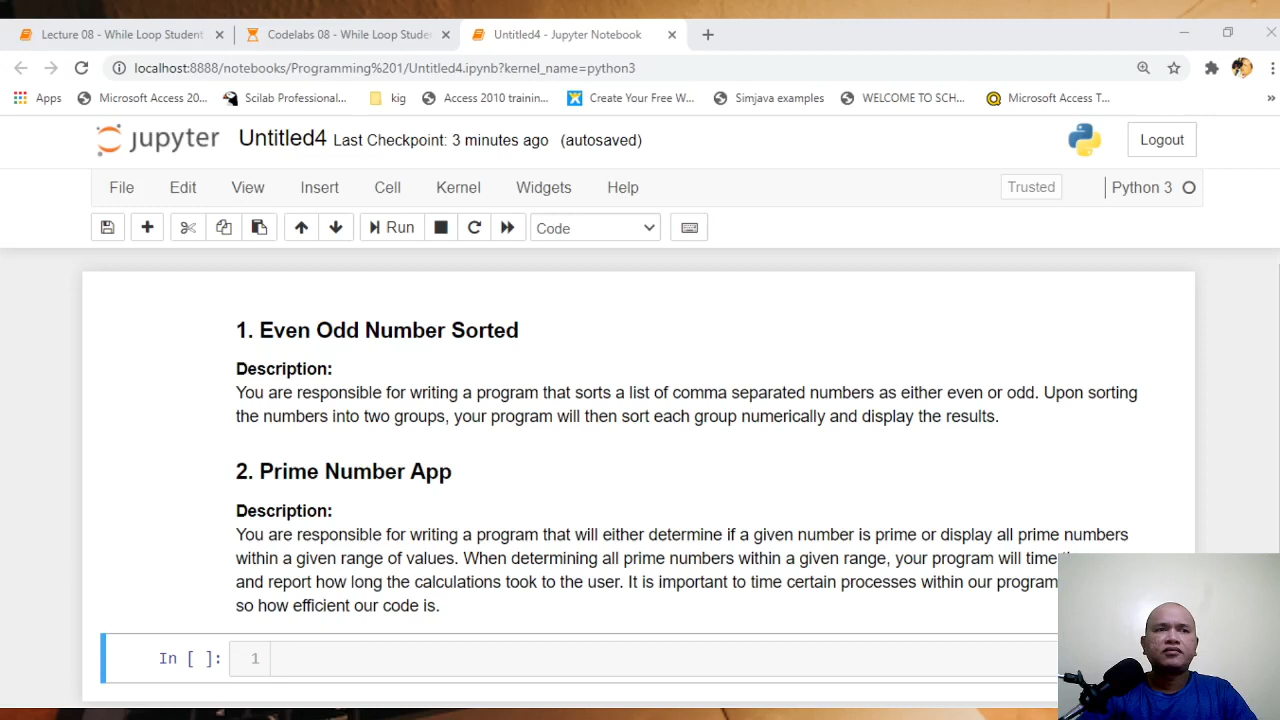 Lecture 08 - While Loop Student
Codelabs 08 - While Loop Stude
Untitled4 - Jupyter Notebook
localhost:8888/notebooks/Programming%201/Untitled4.ipynb?kernel_name=python3
Apps
Microsoft Access 20...
Scilab Professional...
kig
Access 2010 trainin...
Create Your Free W...
Simjava examples
WELCOME TO SCH...
Microsoft Access T...
»
jupyter Untitled4 Last Checkpoint: 3 minutes ago (autosaved)
Logout
File Edit View Insert Cell Kernel Widgets Help
Trusted
Python 3
Run
Code
1. Even Odd Number Sorted
Description:
You are responsible for writing a program that sorts a list of comma separated numbers as either even or odd. Upon sorting
the numbers into two groups, your program will then sort each group numerically and display the results.
2. Prime Number App
Description:
You are responsible for writing a program that will either determine if a given number is prime or display all prime numbers
within a given range of values. When determining all prime numbers within a given range, your program will time
and report how long the calculations took to the user. It is important to time certain processes within our program
so how efficient our code is.
In [ ]:
1